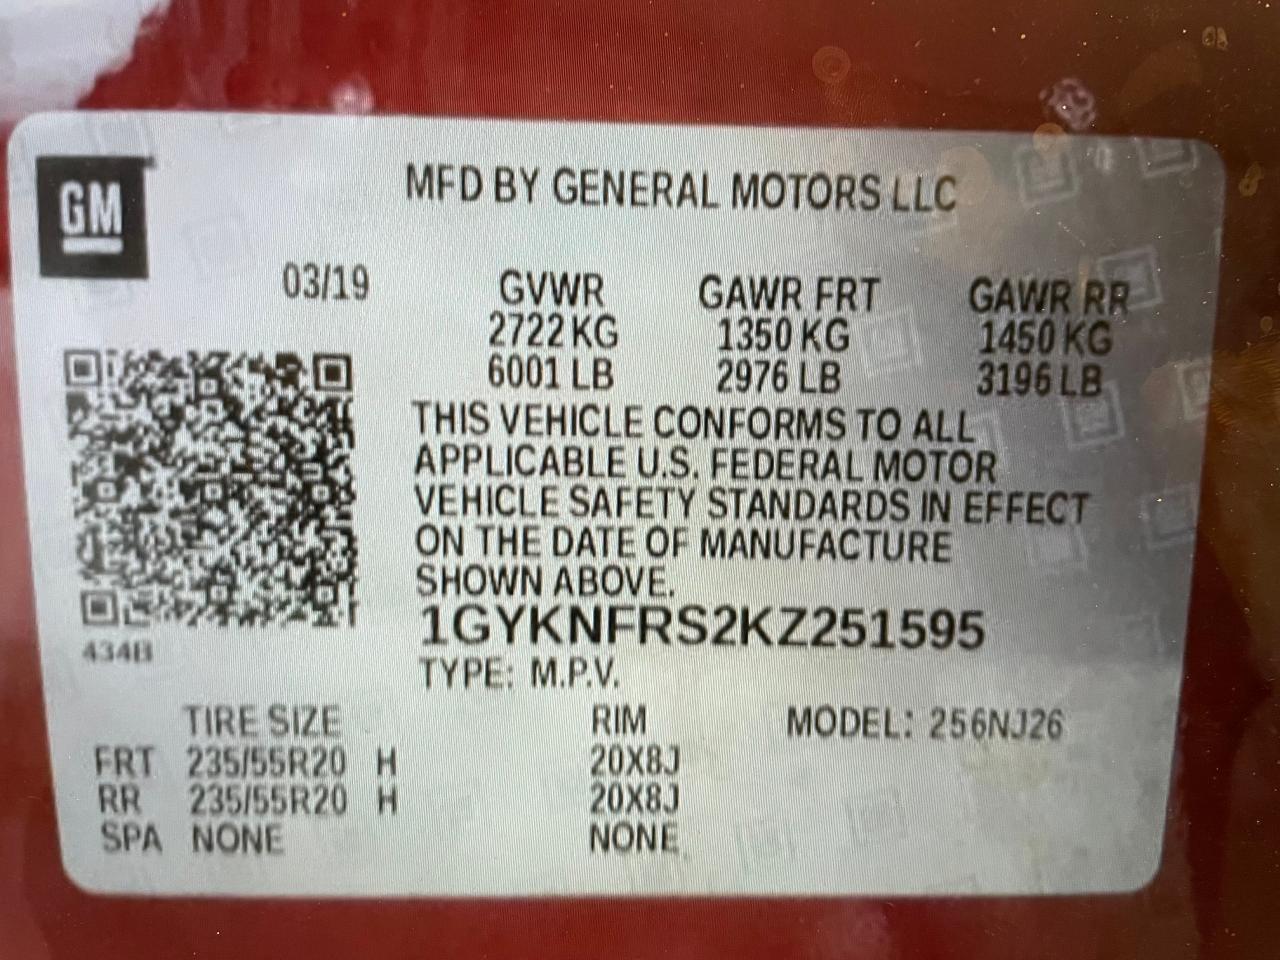 GM
MFD BY GENERAL MOTORS LLC
03/19 GVWR GAWR FRT GAWR RR
2722 KG 1350 KG 1450 KG
6001 LB 2976 LB 3196 LB
THIS VEHICLE CONFORMS TO ALL
APPLICABLE U.S. FEDERAL MOTOR
VEHICLE SAFETY STANDARDS IN EFFECT
ON THE DATE OF MANUFACTURE
SHOWN ABOVE.
1GYKNFRS2KZ251595
434B
TYPE: M.P.V.
TIRE SIZE RIM MODEL: 256NJ26
FRT 235/55R20 H 20X8J
RR 235/55R20 H 20X8J
SPA NONE NONE